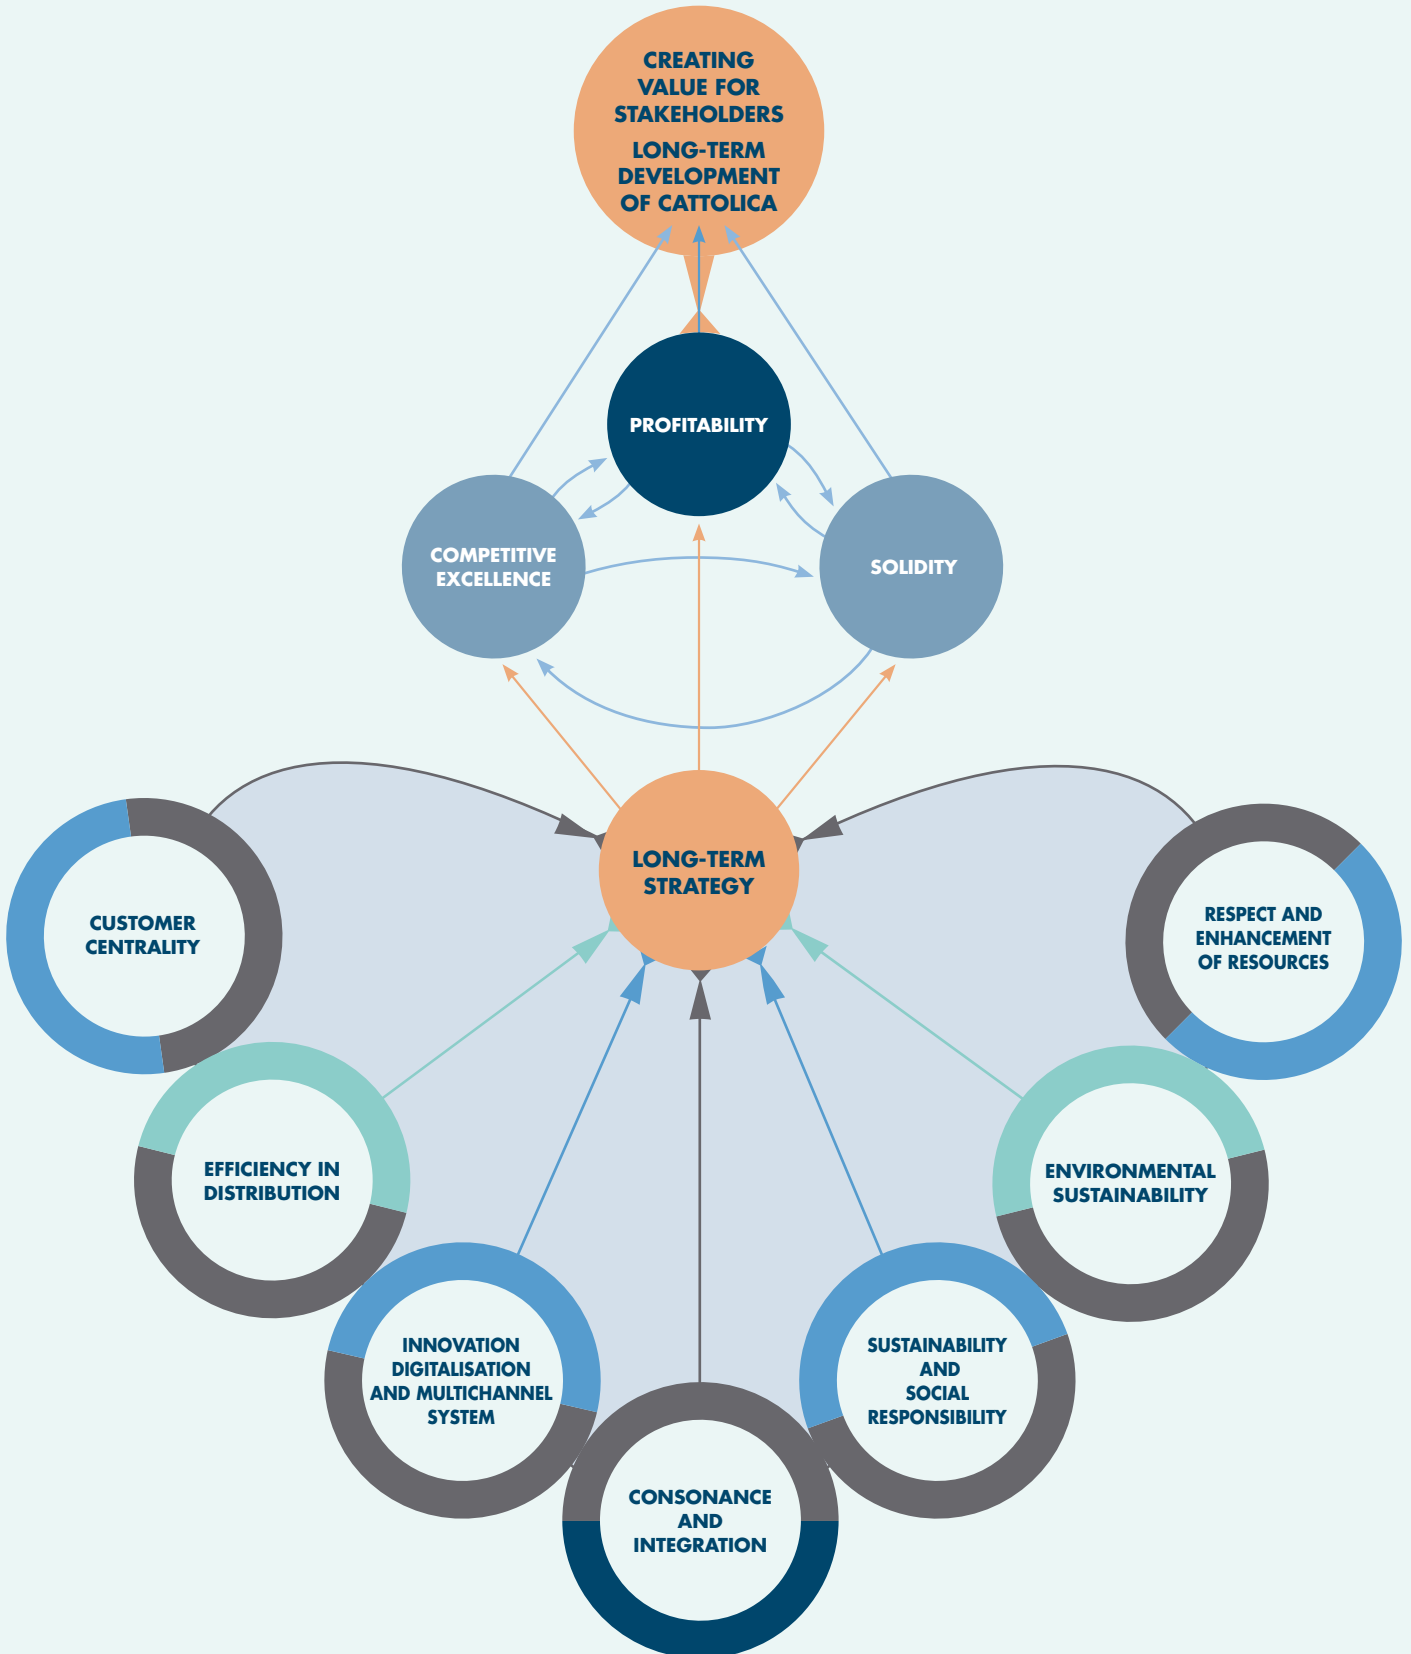 CREATING
VALUE FOR
STAKEHOLDERS
LONG-TERM
DEVELOPMENT
OF CATTOLICA
PROFITABILITY
COMPETITIVE
EXCELLENCE
SOLIDITY
LONG-TERM
STRATEGY
CUSTOMER
CENTRALITY
RESPECT AND
ENHANCEMENT
OF RESOURCES
EFFICIENCY IN
DISTRIBUTION
ENVIRONMENTAL
SUSTAINABILITY
INNOVATION
DIGITALISATION
AND MULTICHANNEL
SYSTEM
SUSTAINABILITY
AND
SOCIAL
RESPONSIBILITY
CONSONANCE
AND
INTEGRATION